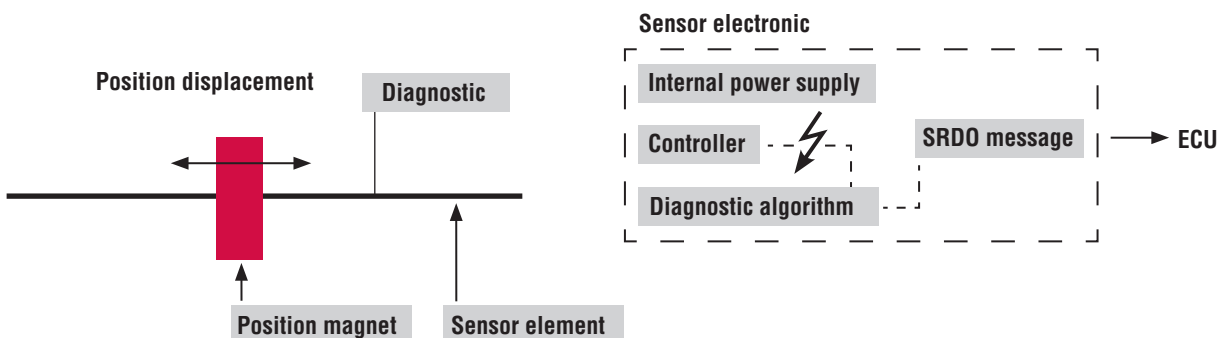 Sensor electronic
Position displacement
Diagnostic
Internal power supply
Controller
SRDO message
ECU
Diagnostic algorithm
Position magnet
Sensor element